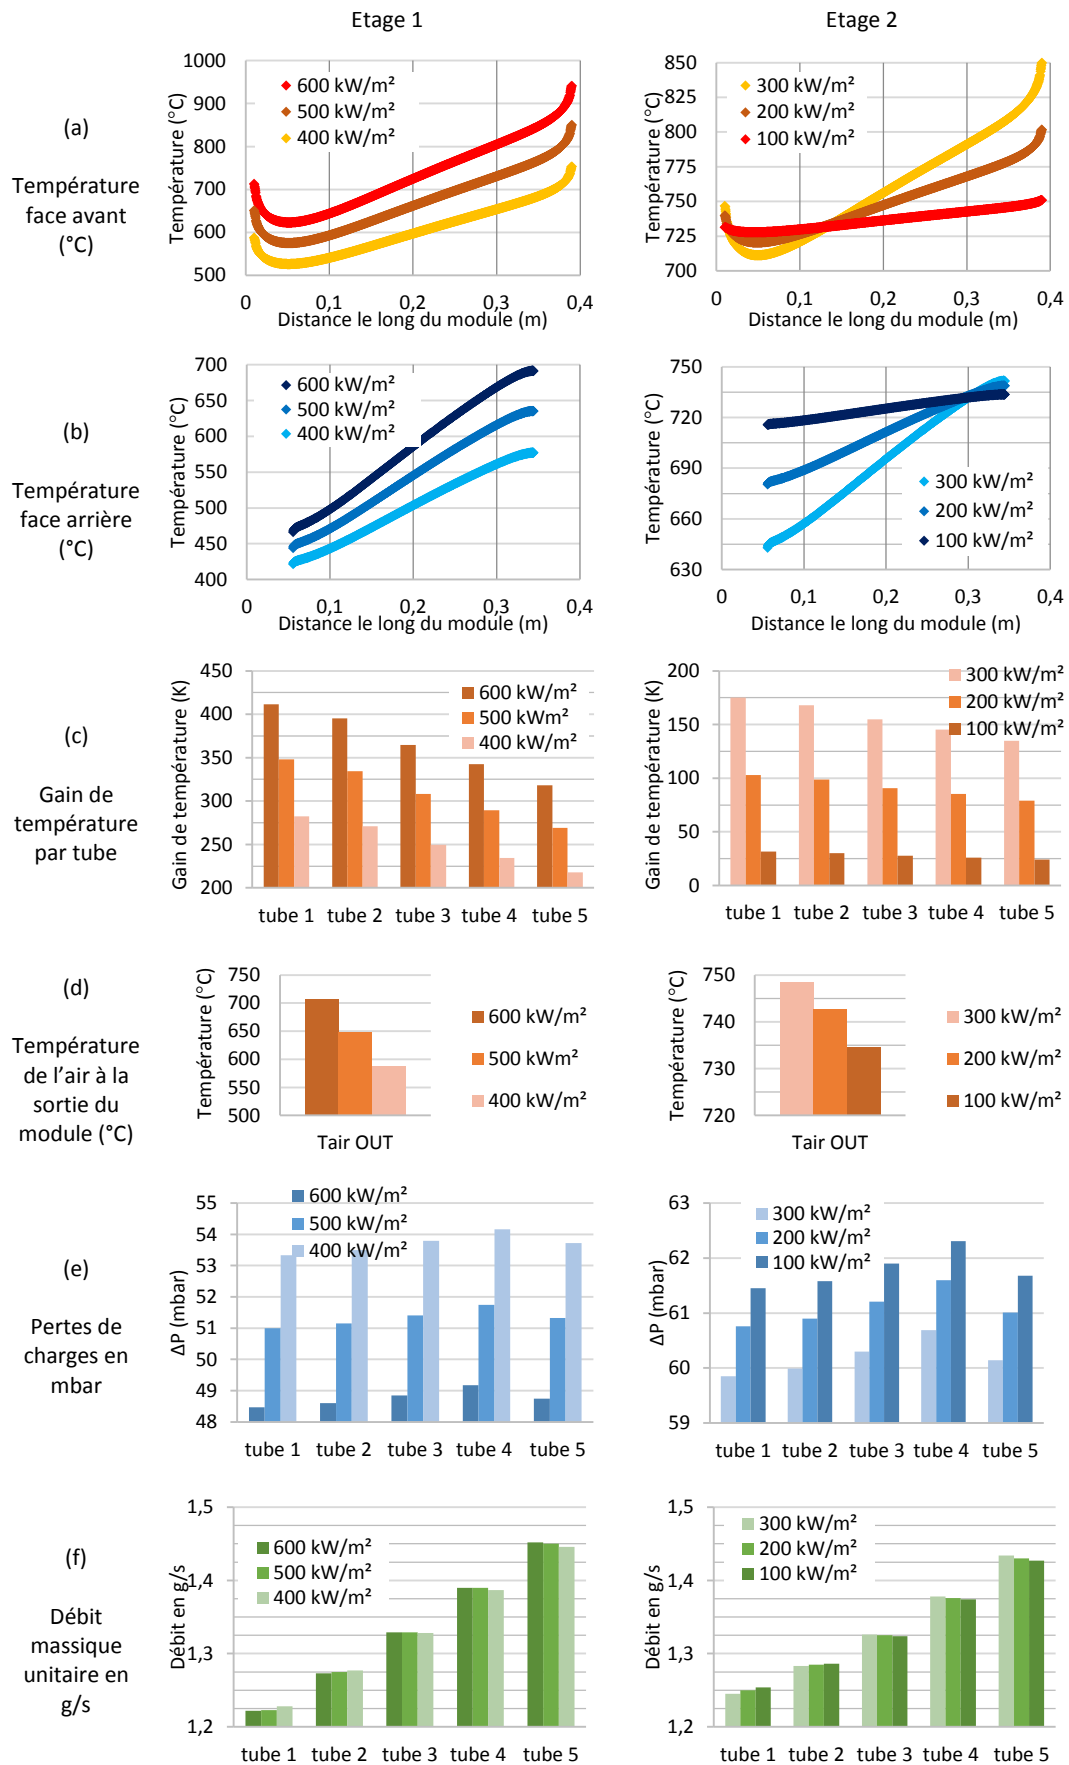 Etage 1
Etage 2
(a)
Température
face avant
(°C)
Température (°C)
1000
900
800
700
600
500
0
0,1
0,2
0,3
0,4
600 kW/m²
500 kW/m²
400 kW/m²
Distance le long du module (m)
Température (°C)
850
825
800
775
750
725
700
0
0,1
0,2
0,3
0,4
300 kW/m²
200 kW/m²
100 kW/m²
Distance le long du module (m)
(b)
Température
face arrière
(°C)
Température (°C)
700
650
600
550
500
450
400
0
0,1
0,2
0,3
0,4
600 kW/m²
500 kW/m²
400 kW/m²
Distance le long du module (m)
Température (°C)
750
720
690
660
630
0
0,1
0,2
0,3
0,4
300 kW/m²
200 kW/m²
100 kW/m²
Distance le long du module (m)
(c)
Gain de
température
par tube
Gain de température (K)
450
400
350
300
250
200
600 kW/m²
500 kWm²
400 kW/m²
tube 1 tube 2 tube 3 tube 4 tube 5
Gain de température (K)
200
150
100
50
0
300 kW/m²
200 kW/m²
100 kW/m²
tube 1 tube 2 tube 3 tube 4 tube 5
(d)
Température
de l’air à la
sortie du
module (°C)
Température (°C)
750
700
650
600
550
500
Tair OUT
600 kW/m²
500 kWm²
400 kW/m²
Température (°C)
750
740
730
720
Tair OUT
300 kW/m²
200 kW/m²
100 kW/m²
(e)
Pertes de
charges en
mbar
ΔP (mbar)
55
54
53
52
51
50
49
48
600 kW/m²
500 kW/m²
400 kW/m²
tube 1 tube 2 tube 3 tube 4 tube 5
ΔP (mbar)
63
62
61
60
59
300 kW/m²
200 kW/m²
100 kW/m²
tube 1 tube 2 tube 3 tube 4 tube 5
(f)
Débit
massique
unitaire en
g/s
Débit en g/s
1,5
1,4
1,3
1,2
600 kW/m²
500 kW/m²
400 kW/m²
tube 1 tube 2 tube 3 tube 4 tube 5
Débit en g/s
1,5
1,4
1,3
1,2
300 kW/m²
200 kW/m²
100 kW/m²
tube 1 tube 2 tube 3 tube 4 tube 5